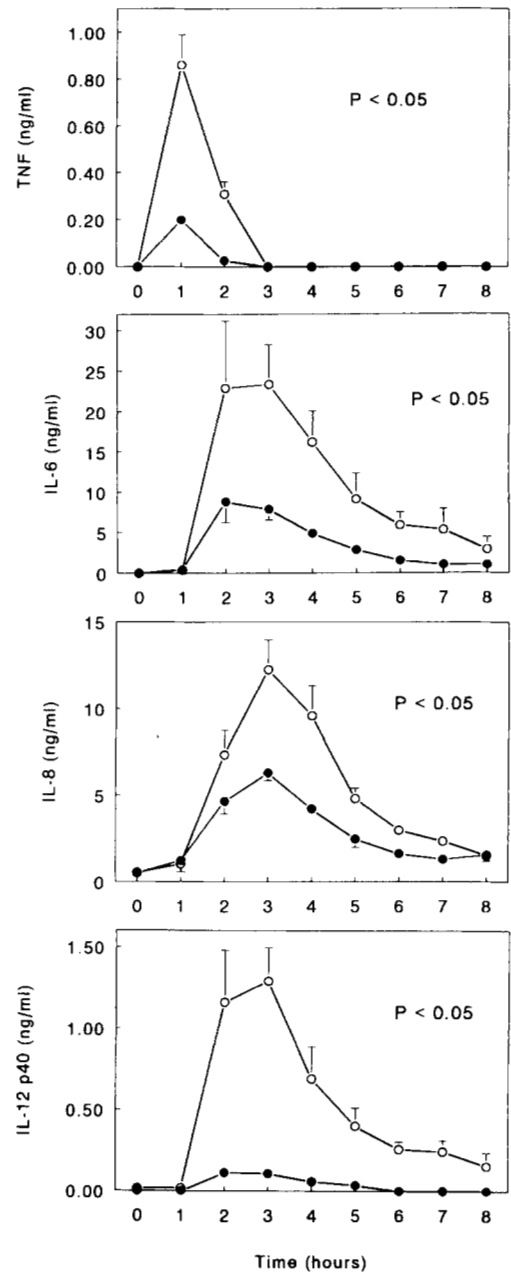 TNF (ng/ml)
1.00
0.80
0.60
0.40
0.20
0.00
P < 0.05
0 1 2 3 4 5 6 7 8
IL-6 (ng/ml)
30
25
20
15
10
5
0
P < 0.05
0 1 2 3 4 5 6 7 8
IL-8 (ng/ml)
15
10
5
0
P < 0.05
0 1 2 3 4 5 6 7 8
IL-12 p40 (ng/ml)
1.50
1.00
0.50
0.00
P < 0.05
0 1 2 3 4 5 6 7 8
Time (hours)